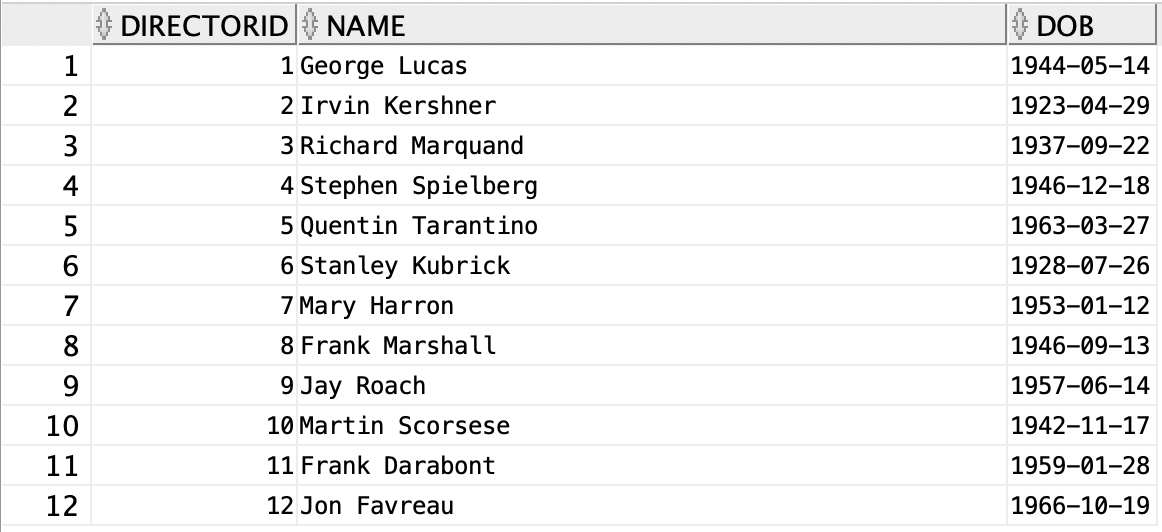 DIRECTORID NAME DOB
1 1 George Lucas 1944-05-14
2 2 Irvin Kershner 1923-04-29
3 3 Richard Marquand 1937-09-22
4 4 Stephen Spielberg 1946-12-18
5 5 Quentin Tarantino 1963-03-27
6 6 Stanley Kubrick 1928-07-26
7 7 Mary Harron 1953-01-12
8 8 Frank Marshall 1946-09-13
9 9 Jay Roach 1957-06-14
10 10 Martin Scorsese 1942-11-17
11 11 Frank Darabont 1959-01-28
12 12 Jon Favreau 1966-10-19